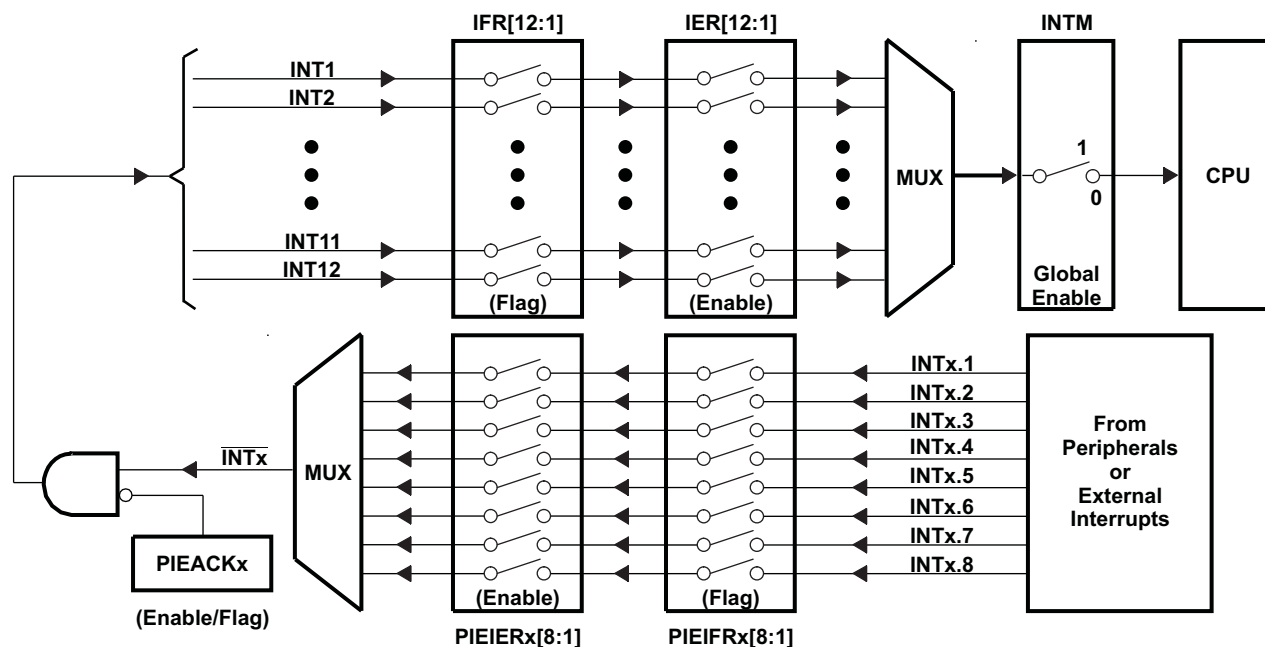 IFR[12:1]
IER[12:1]
INTM
INT1
INT2
MUX
1
0
CPU
INT11
INT12
(Flag)
(Enable)
Global
Enable
INTx.1
INTx.2
INTx.3
INTx.4
INTx.5
INTx.6
INTx.7
INTx.8
From
Peripherals
or
External
Interrupts
INTx
MUX
PIEACKx
(Enable/Flag)
(Enable)
(Flag)
PIEIERx[8:1]
PIEIFRx[8:1]